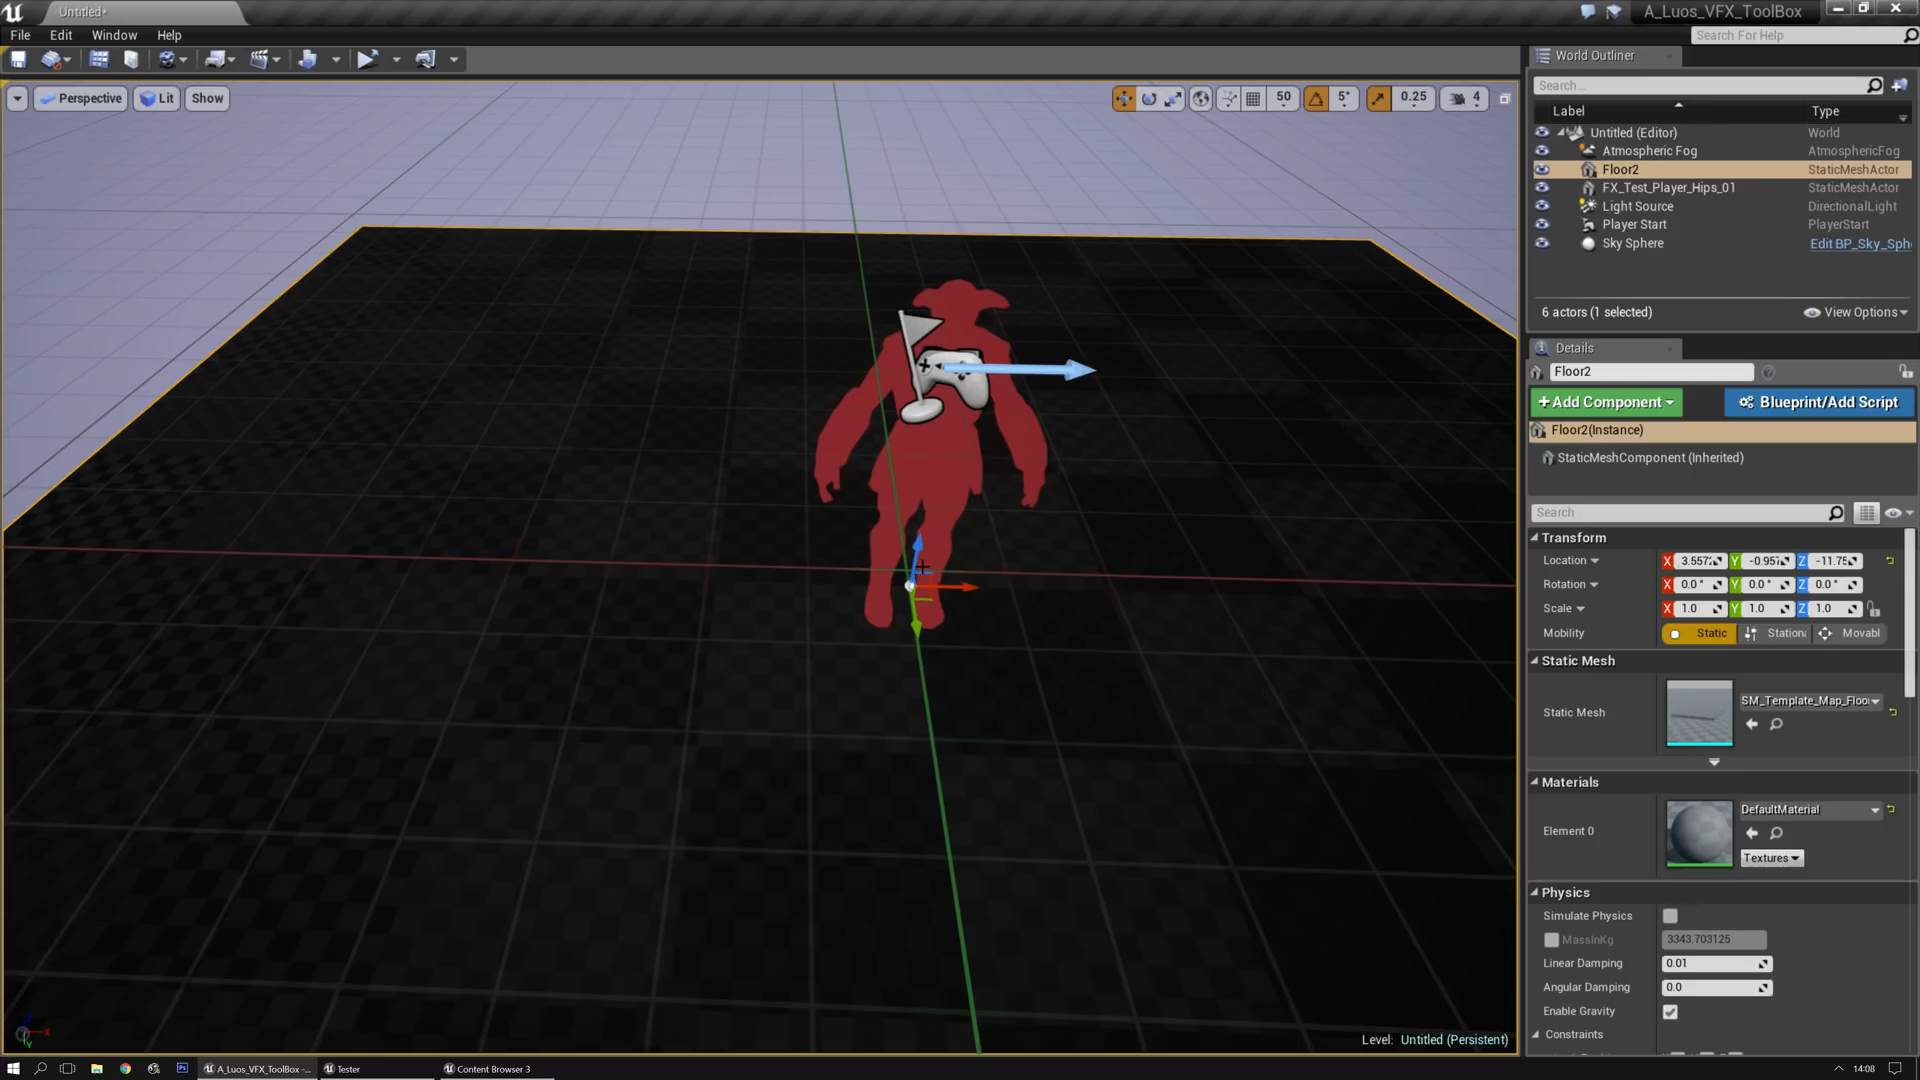 Untitled*
A_Luos_VFX_ToolBox
File Edit Window Help
Search For Help
Perspective Lit Show
50 5° 0.25 4
World Outliner
Search...
Label Type
Untitled (Editor) World
Atmospheric Fog AtmosphericFog
Floor2 StaticMeshActor
FX_Test_Player_Hips_01 StaticMeshActor
Light Source DirectionalLight
Player Start PlayerStart
Sky Sphere Edit BP_Sky_Sph
6 actors (1 selected) View Options
Details
Floor2
+Add Component Blueprint/Add Script
Floor2(Instance)
StaticMeshComponent (Inherited)
Search
Transform
Location X 3.557 Y -0.957 Z -11.75
Rotation X 0.0 ° Y 0.0 ° Z 0.0 °
Scale X 1.0 Y 1.0 Z 1.0
Mobility Static Station Movabl
Static Mesh
Static Mesh SM_Template_Map_Floo
Materials
Element 0 DefaultMaterial
Textures
Physics
Simulate Physics
MassInKg 3343.703125
Linear Damping 0.01
Angular Damping 0.0
Enable Gravity
Constraints
Level: Untitled (Persistent)
X
Y
A_Luos_VFX_ToolBox -... Tester Content Browser 3 14:08